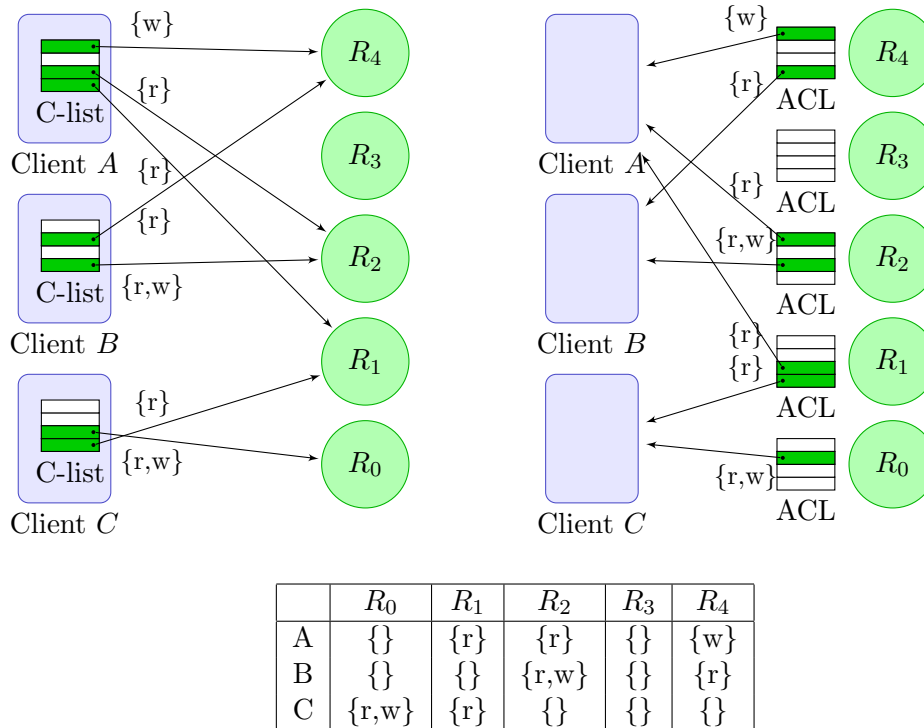 {w}
R4
C-list
{r}
Client A
R3
{r}
{r}
R2
C-list
{r,w}
Client B
R1
{r}
C-list
{r,w}
R0
Client C
{w}
R4
{r}
ACL
Client A
R3
{r}
ACL
{r,w}
R2
ACL
Client B
{r}
R1
{r}
ACL
R0
{r,w}
ACL
Client C
R0 R1 R2 R3 R4
A {} {r} {r} {} {w}
B {} {} {r,w} {} {r}
C {r,w} {r} {} {} {}